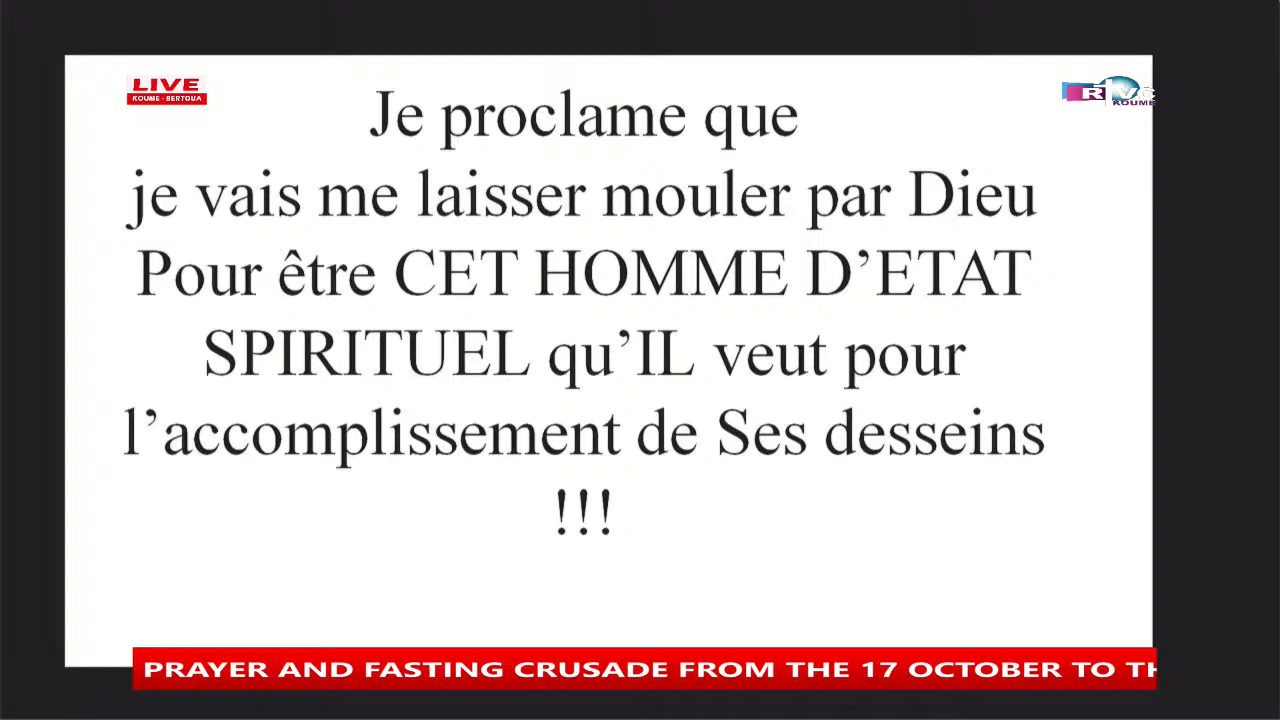 LIVE
KOUME - BERTOUA
KOUME
Je proclame que
je vais me laisser mouler par Dieu
Pour être CET HOMME D’ETAT
SPIRITUEL qu’IL veut pour
l’accomplissement de Ses desseins
!!!
PRAYER AND FASTING CRUSADE FROM THE 17 OCTOBER TO